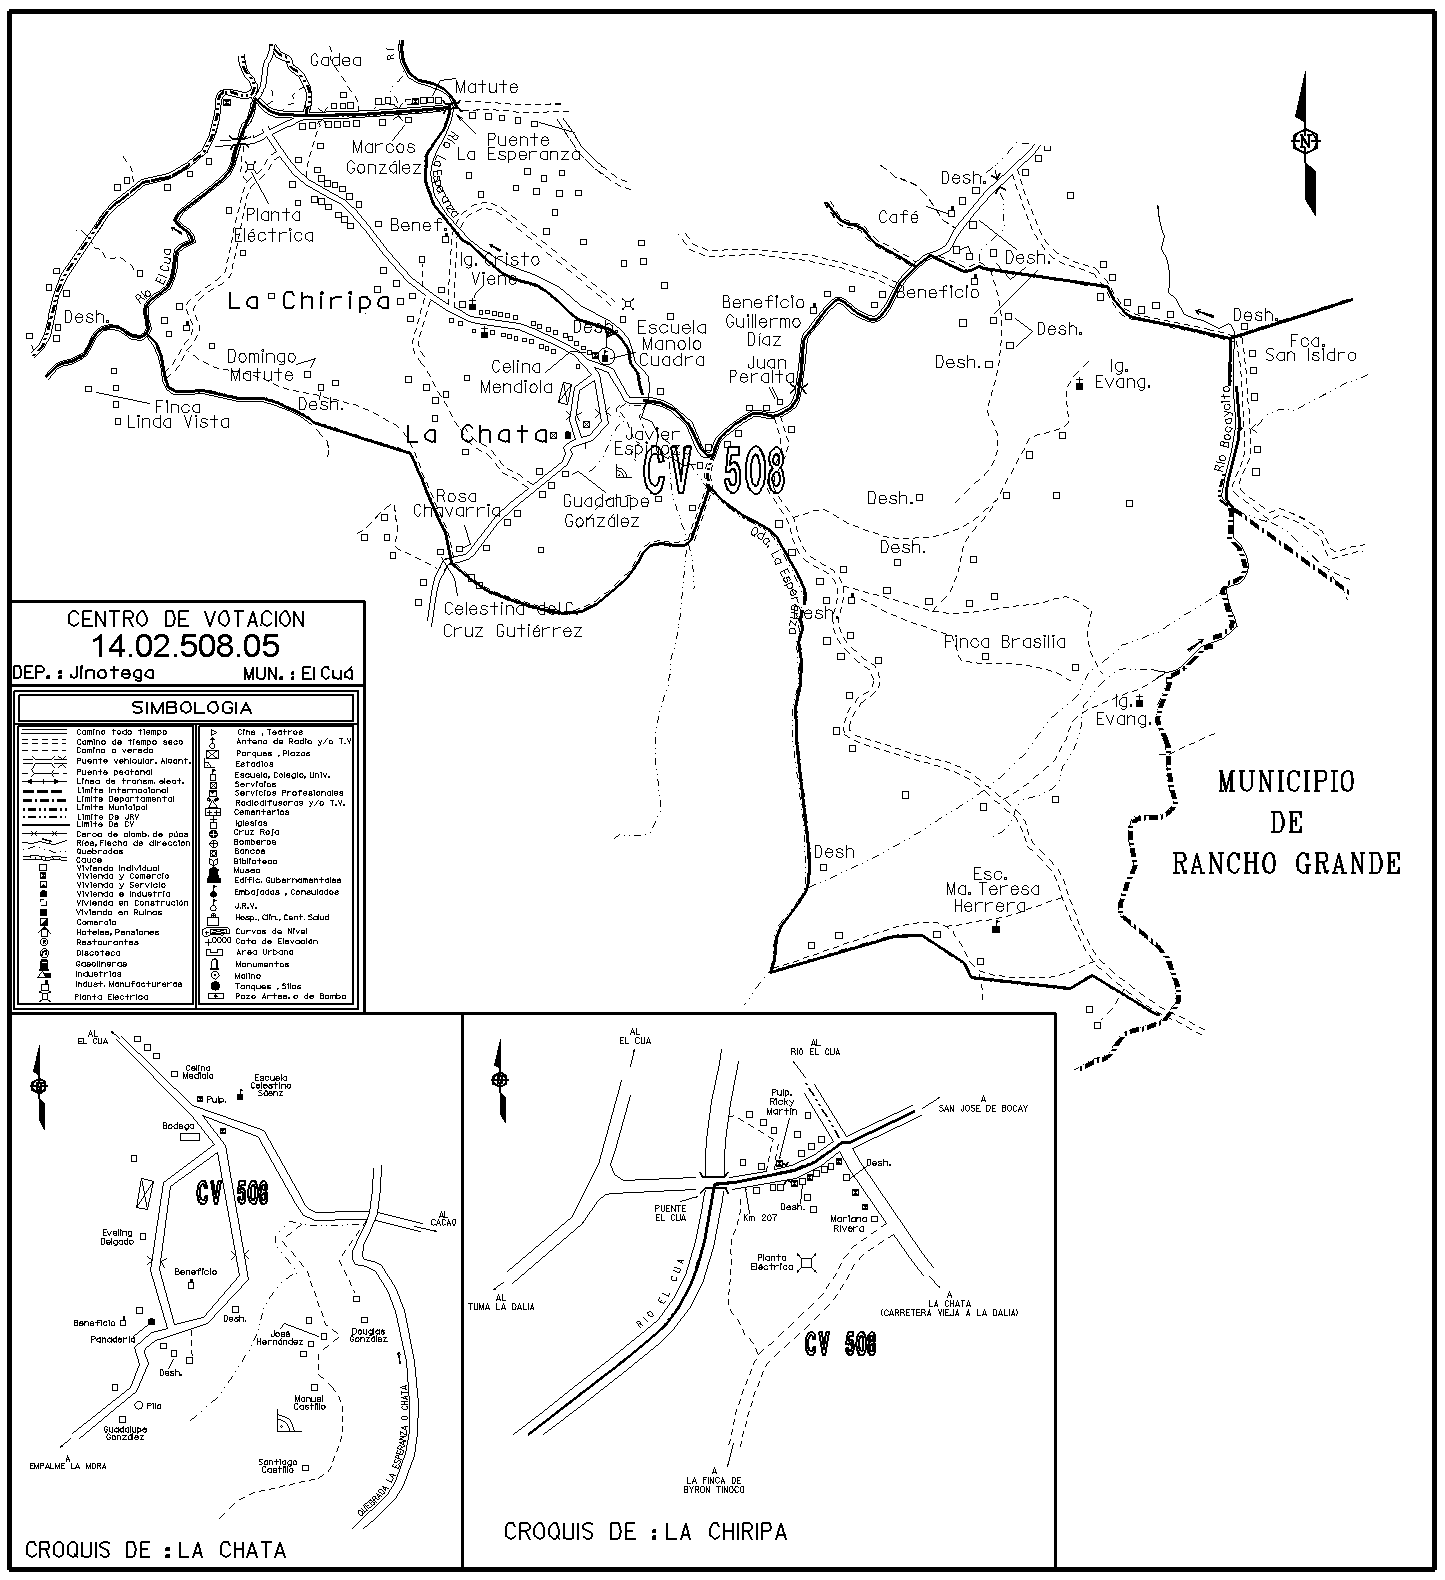 Gadea
Matute
Marcos
González
Puente
La Esperanza
Planta
Eléctrica
Benef.
Ig. Cristo
Viene
Río El Cua
La Chiripa
Desh.
Desh.
Escuela
Manolo
Cuadra
Celina
Mendiola
Domingo
Matute
Desh.
Finca
Linda Vista
La Chata
Javier
Espinoza
CV 508
Guadalupe
González
Rosa
Chavarría
Celestina del C.
Cruz Gutiérrez
Beneficio
Guillermo
Díaz
Juan
Peralta
Café
Desh.
Desh.
Beneficio
Desh.
Desh.
Desh.
Fca.
San Isidro
Ig.
Evang.
Río Bocaycito
Desh.
Desh.
Qda. La Esperanza
Desh.
Finca Brasilia
Ig.
Evang.
Desh
Esc.
Ma. Teresa
Herrera
N
MUNICIPIO
DE
RANCHO GRANDE
CENTRO DE VOTACION
14.02.508.05
DEP.: Jinotega MUN.: El Cuá
SIMBOLOGIA
Camino todo tiempo
Camino de tiempo seco
Camino o vereda
Puente vehicular. Alcant.
Puente peatonal
Línea de transm. elect.
Límite Internacional
Límite Departamental
Límite Municipal
Límite De JRV
Límite De CV
Cerca de alamb. de púas
Ríos, Flecha de dirección
Quebradas
Cauce
Vivienda Individual
Vivienda y Comercio
Vivienda y Servicio
Vivienda e Industria
Vivienda en Construcción
Vivienda en Ruinas
Comercio
Hoteles, Pensiones
Restaurantes
Discoteca
Gasolineras
Industrias
Indust. Manufactureras
Planta Electrica
Cine, Teatros
Antena de Radio y/o T.V
Parques, Plazas
Estadios
Escuela, Colegio, Univ.
Servicios
Servicios Profesionales
Radiodifusoras y/o T.V.
Cementerios
Iglesias
Cruz Roja
Bomberos
Bancos
Biblioteca
Museo
Edific. Gubernamentales
Embajadas, Consulados
J.R.V.
Hosp., Clín., Cent. Salud
Curvas de Nivel
Cota de Elevación
Area Urbana
Monumentos
Molino
Tanques, Silos
Pozo Artes. o de Bomba
AL
EL CUA
Celina
Mediola
Escuela
Celestino
Sáenz
Pulp.
Bodega
CV 508
AL
CACAO
Eveling
Delgado
Beneficio
Beneficio
Panadería
Desh.
Desh.
José
Hernández
Douglas
González
Manuel
Castillo
Pila
Guadalupe
González
Santiago
Castillo
A
EMPALME LA MORA
QUEBRADA LA ESPERANZA O CHATA
CROQUIS DE : LA CHATA
AL
EL CUA
AL
RIO EL CUA
Pulp.
Ricky
Martín
A
SAN JOSE DE BOCAY
Desh.
Desh.
PUENTE
EL CUA
Km 207
Mariana
Rivera
Planta
Eléctrica
RIO EL CUA
AL
TUMA LA DALIA
A
LA CHATA
(CARRETERA VIEJA A LA DALIA)
CV 508
A
LA FINCA DE
BYRON TINOCO
CROQUIS DE : LA CHIRIPA